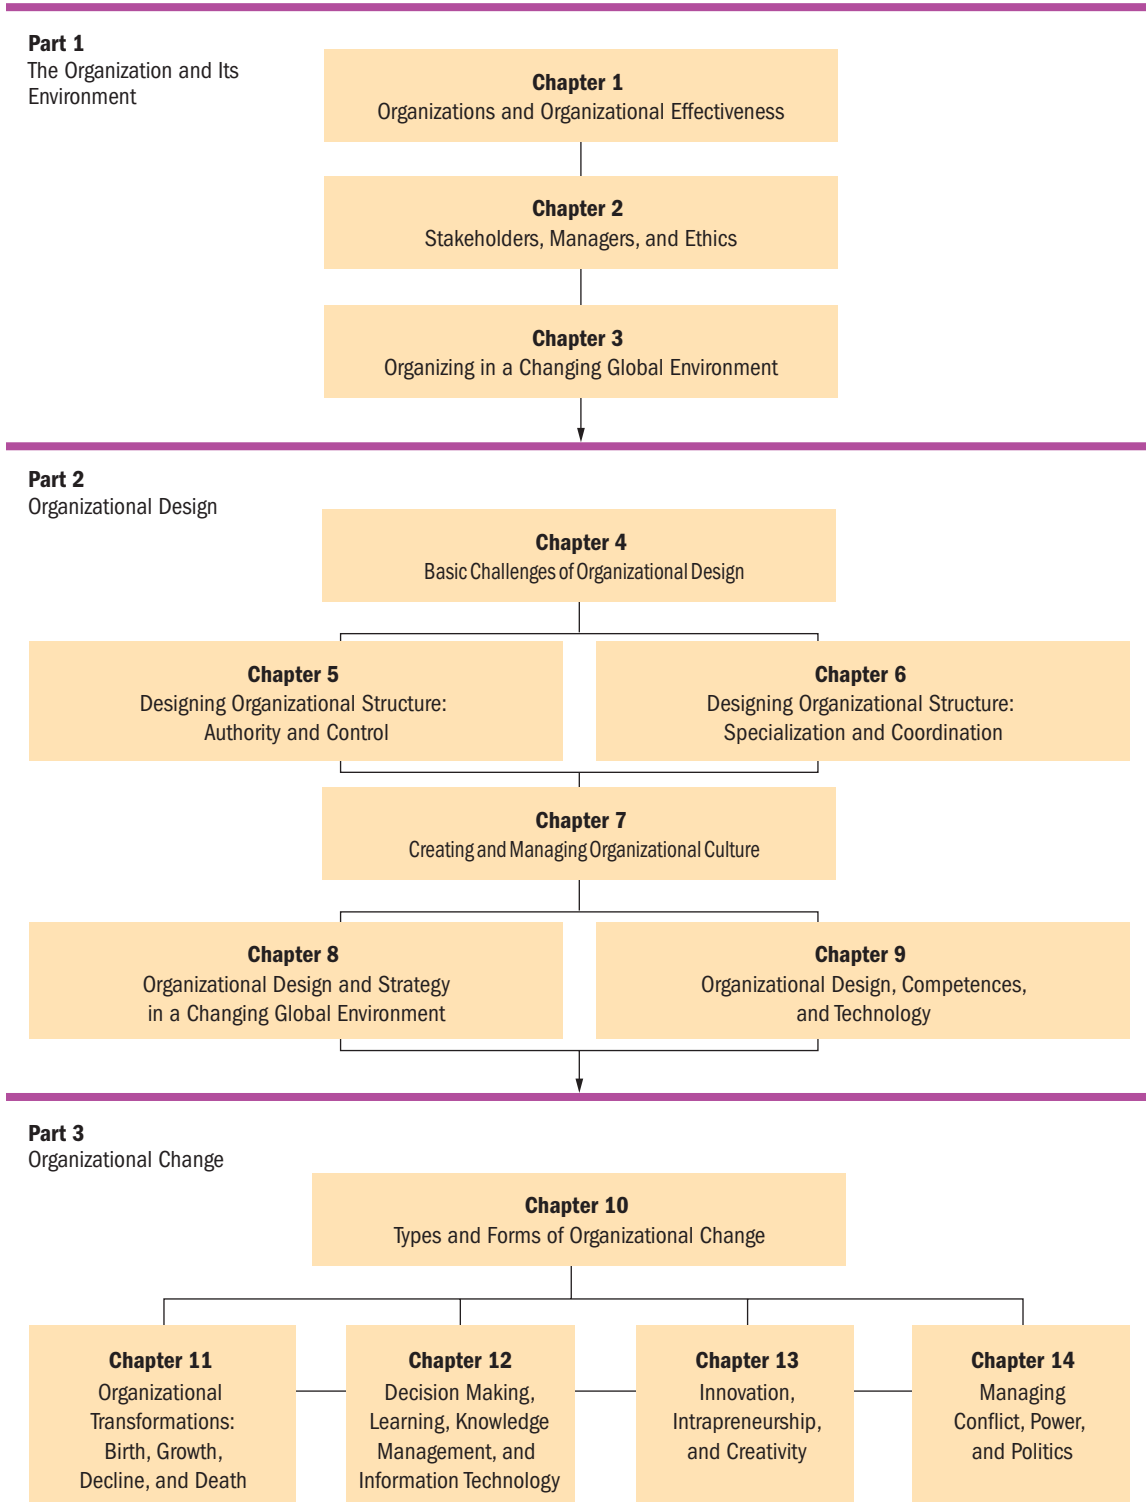 Part 1
The Organization and Its
Environment
Chapter 1
Organizations and Organizational Effectiveness
Chapter 2
Stakeholders, Managers, and Ethics
Chapter 3
Organizing in a Changing Global Environment
Part 2
Organizational Design
Chapter 4
Basic Challenges of Organizational Design
Chapter 5
Designing Organizational Structure:
Authority and Control
Chapter 6
Designing Organizational Structure:
Specialization and Coordination
Chapter 7
Creating and Managing Organizational Culture
Chapter 8
Organizational Design and Strategy
in a Changing Global Environment
Chapter 9
Organizational Design, Competences,
and Technology
Part 3
Organizational Change
Chapter 10
Types and Forms of Organizational Change
Chapter 11
Organizational
Transformations:
Birth, Growth,
Decline, and Death
Chapter 12
Decision Making,
Learning, Knowledge
Management, and
Information Technology
Chapter 13
Innovation,
Intrapreneurship,
and Creativity
Chapter 14
Managing
Conflict, Power,
and Politics